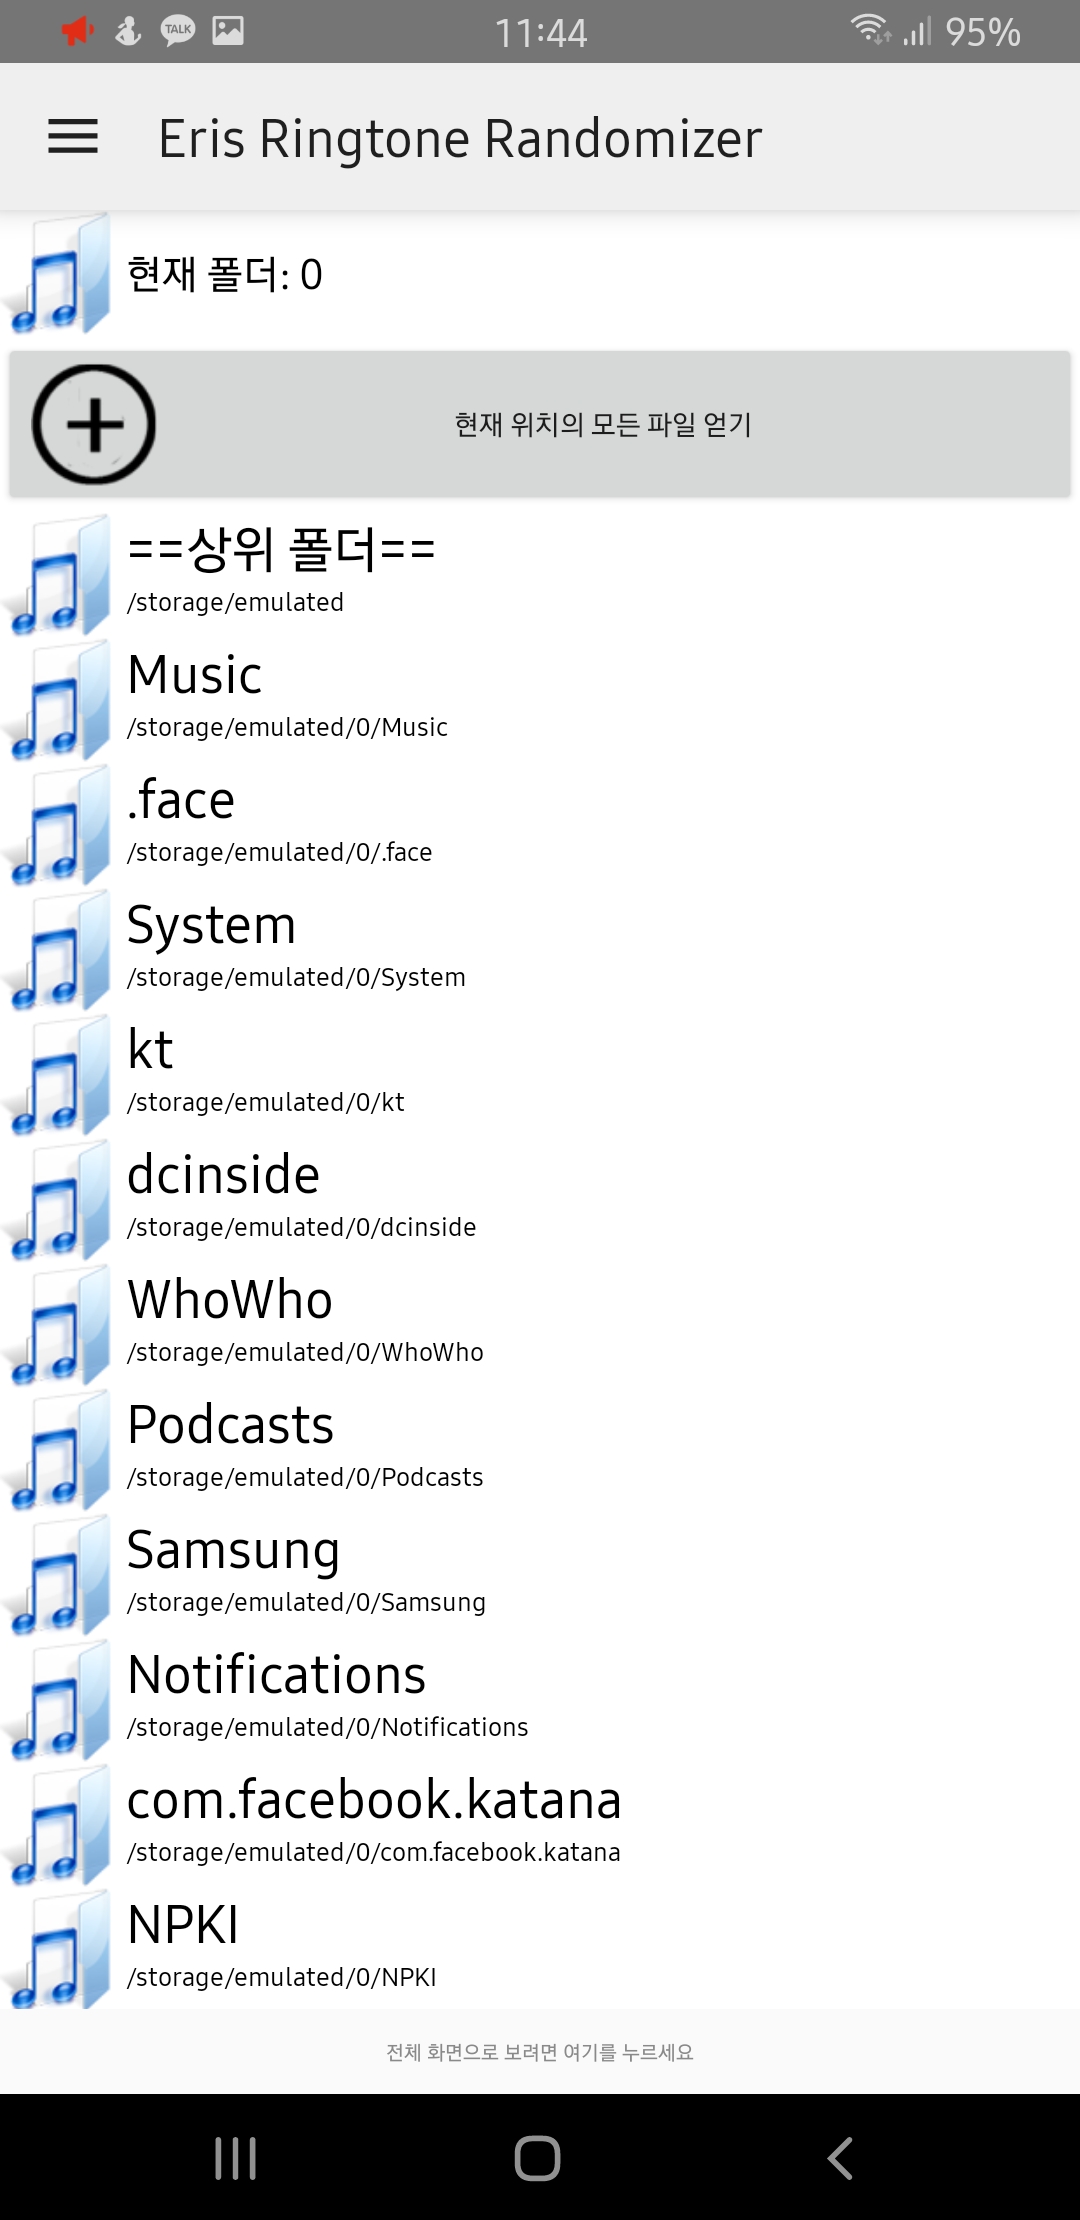 TALK 11:44 95%
Eris Ringtone Randomizer
현재 폴더: 0
현재 위치의 모든 파일 얻기
==상위 폴더==
/storage/emulated
Music
/storage/emulated/0/Music
.face
/storage/emulated/0/.face
System
/storage/emulated/0/System
kt
/storage/emulated/0/kt
dcinside
/storage/emulated/0/dcinside
WhoWho
/storage/emulated/0/WhoWho
Podcasts
/storage/emulated/0/Podcasts
Samsung
/storage/emulated/0/Samsung
Notifications
/storage/emulated/0/Notifications
com.facebook.katana
/storage/emulated/0/com.facebook.katana
NPKI
/storage/emulated/0/NPKI
전체 화면으로 보려면 여기를 누르세요